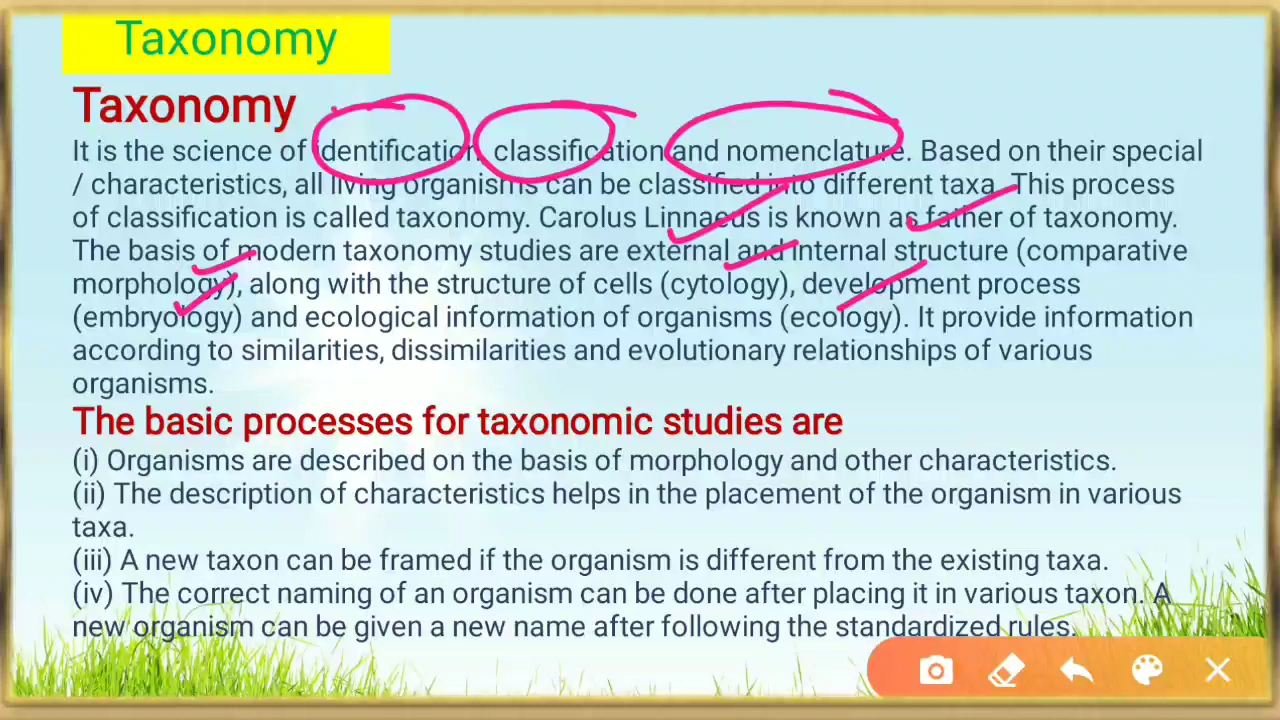 Taxonomy
Taxonomy
It is the science of identification, classification and nomenclature. Based on their special
/ characteristics, all living organisms can be classified into different taxa. This process
of classification is called taxonomy. Carolus Linnaeus is known as father of taxonomy.
The basis of modern taxonomy studies are external and internal structure (comparative
morphology), along with the structure of cells (cytology), development process
(embryology) and ecological information of organisms (ecology). It provide information
according to similarities, dissimilarities and evolutionary relationships of various
organisms.
The basic processes for taxonomic studies are
(i) Organisms are described on the basis of morphology and other characteristics.
(ii) The description of characteristics helps in the placement of the organism in various
taxa.
(iii) A new taxon can be framed if the organism is different from the existing taxa.
(iv) The correct naming of an organism can be done after placing it in various taxon. A
new organism can be given a new name after following the standardized rules.